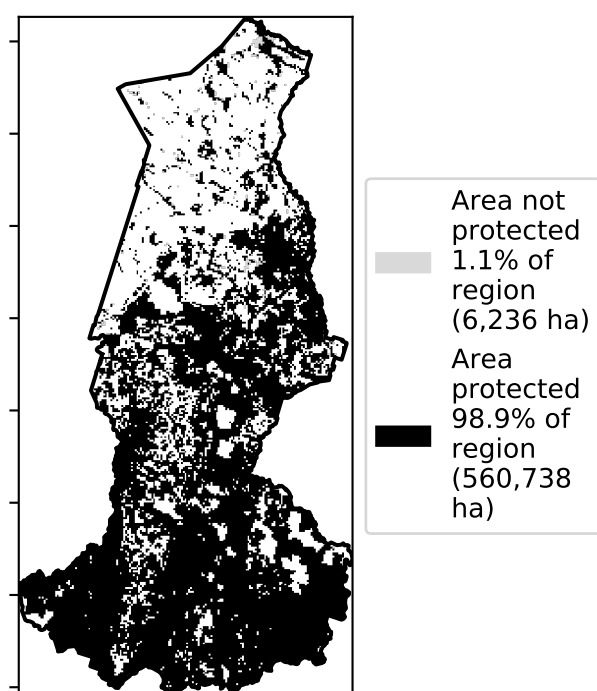 Area not
protected
1.1% of
region
(6,236 ha)
Area
protected
98.9% of
region
(560,738
ha)